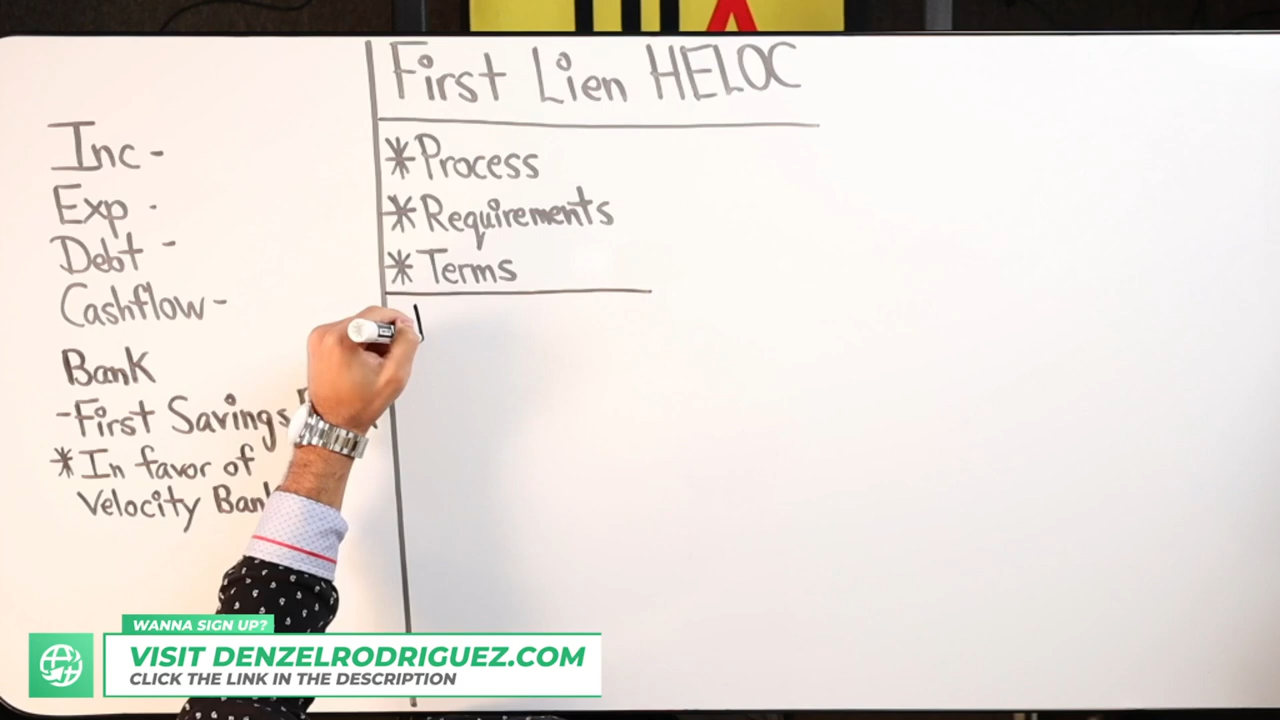 Inc -
Exp -
Debt -
Cashflow -
Bank
- First Savings
* In favor of
Velocity Bank
First Lien HELOC
* Process
* Requirements
* Terms
WANNA SIGN UP?
VISIT DENZELRODRIGUEZ.COM
CLICK THE LINK IN THE DESCRIPTION